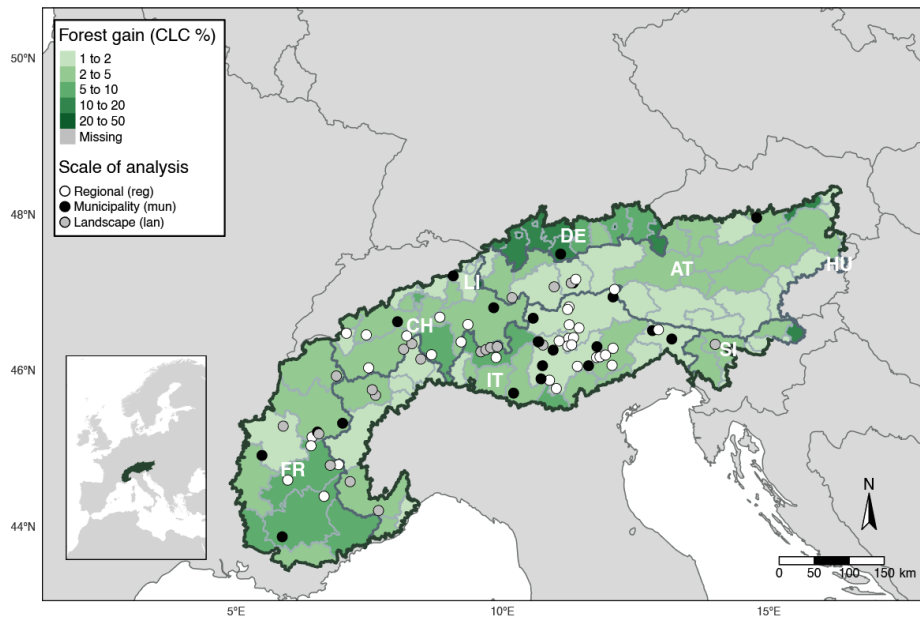 Forest gain (CLC %)
1 to 2
2 to 5
5 to 10
10 to 20
20 to 50
Missing
Scale of analysis
Regional (reg)
Municipality (mun)
Landscape (lan)
50°N
48°N
46°N
44°N
DE
HU
AT
LI
CH
SI
IT
FR
N
0 50 100 150 km
5°E
10°E
15°E